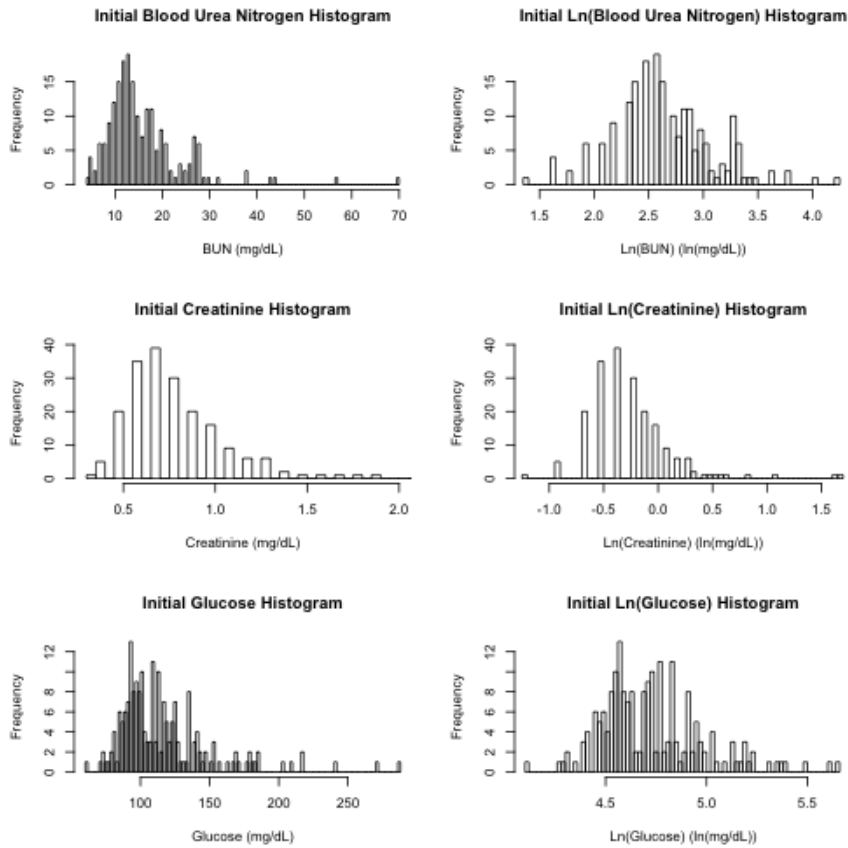 Initial Blood Urea Nitrogen Histogram
Frequency
0 5 10 15
10 20 30 40 50 60 70
BUN (mg/dL)
Initial Ln(Blood Urea Nitrogen) Histogram
Frequency
0 5 10 15
1.5 2.0 2.5 3.0 3.5 4.0
Ln(BUN) (ln(mg/dL))
Initial Creatinine Histogram
Frequency
0 10 20 30 40
0.5 1.0 1.5 2.0
Creatinine (mg/dL)
Initial Ln(Creatinine) Histogram
Frequency
0 10 20 30 40
-1.0 -0.5 0.0 0.5 1.0 1.5
Ln(Creatinine) (ln(mg/dL))
Initial Glucose Histogram
Frequency
0 2 4 6 8 12
100 150 200 250
Glucose (mg/dL)
Initial Ln(Glucose) Histogram
Frequency
0 2 4 6 8 12
4.5 5.0 5.5
Ln(Glucose) (ln(mg/dL))